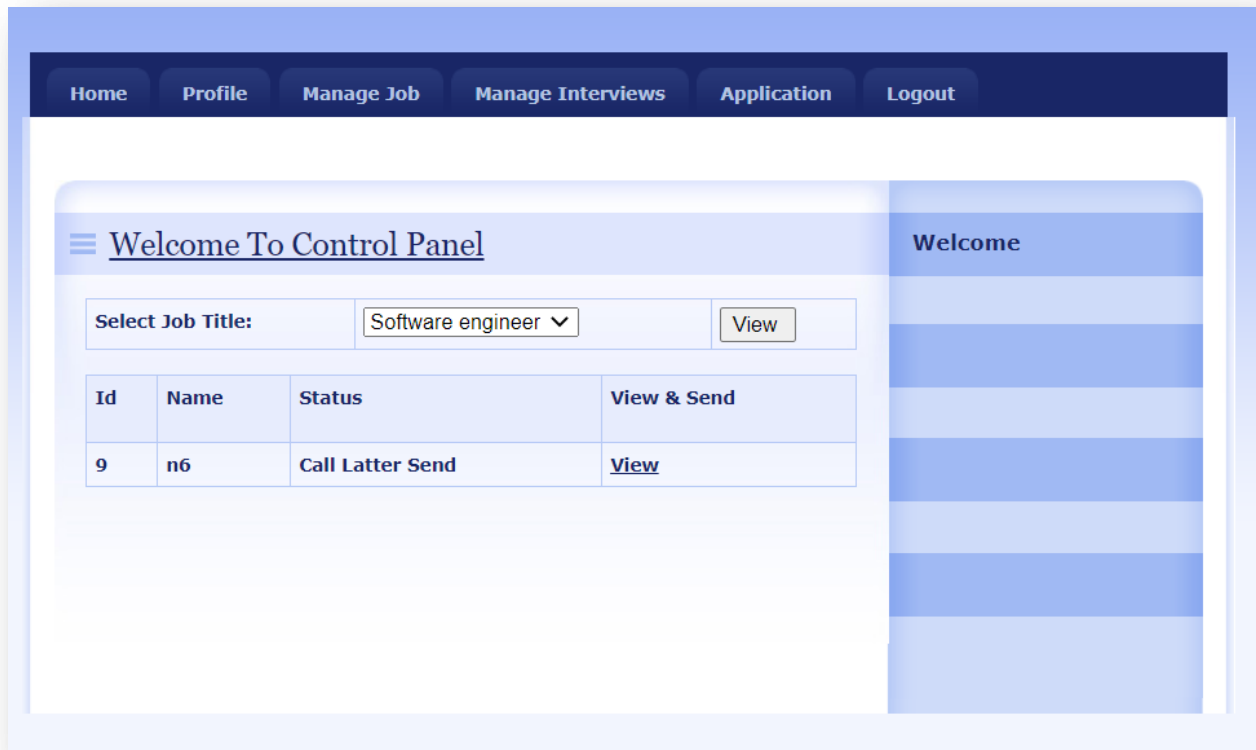 Home Profile Manage Job Manage Interviews Application Logout
Welcome To Control Panel
Welcome
Select Job Title: Software engineer View
Id Name Status View & Send
9 n6 Call Latter Send View